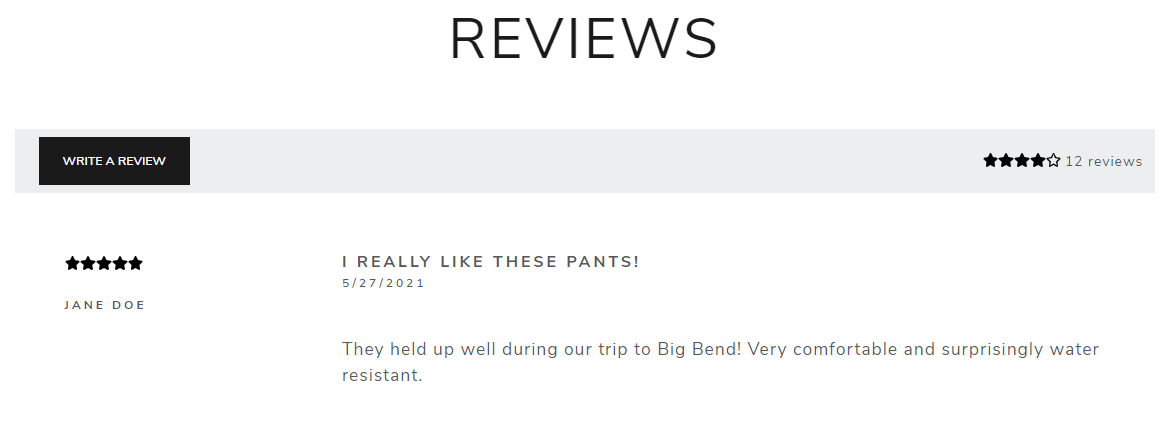 REVIEWS
WRITE A REVIEW
12 reviews
I REALLY LIKE THESE PANTS!
5/27/2021
JANE DOE
They held up well during our trip to Big Bend! Very comfortable and surprisingly water
resistant.